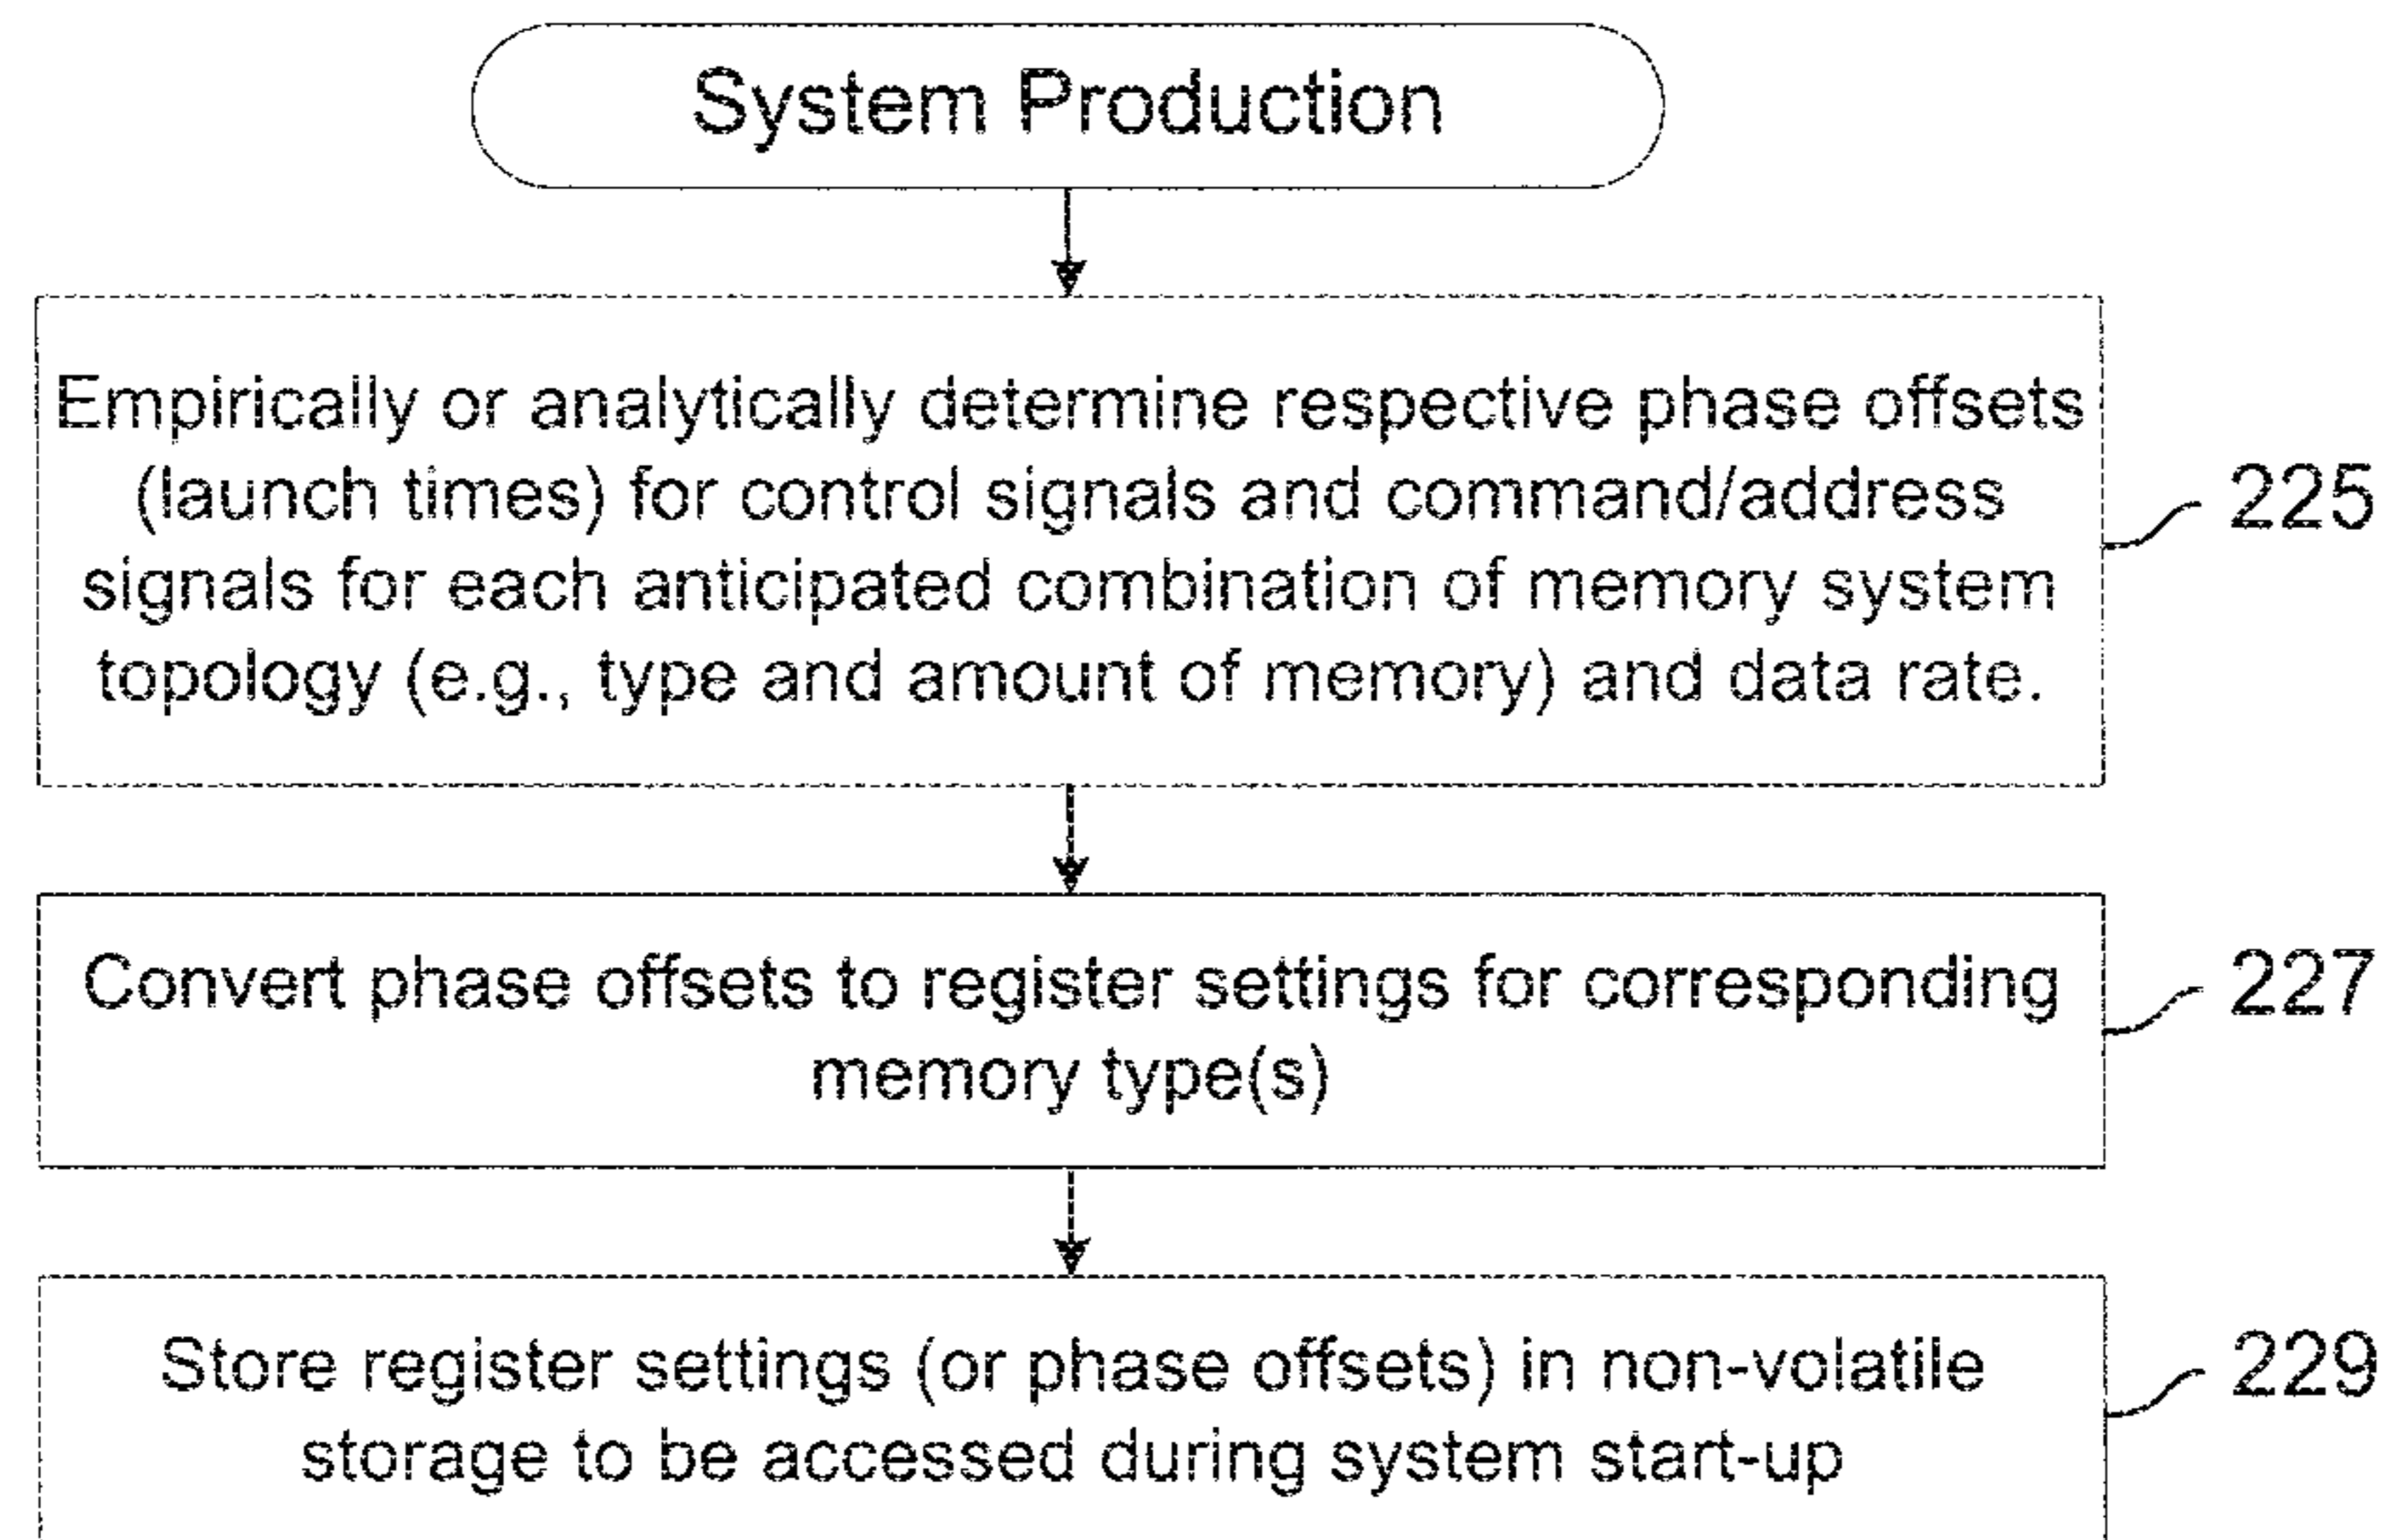 System Production
Empirically or analytically determine respective phase offsets
(launch times) for control signals and command/address
signals for each anticipated combination of memory system
topology (e.g., type and amount of memory) and data rate.
225
Convert phase offsets to register settings for corresponding
memory type(s)
227
Store register settings (or phase offsets) in non-volatile
storage to be accessed during system start-up
229